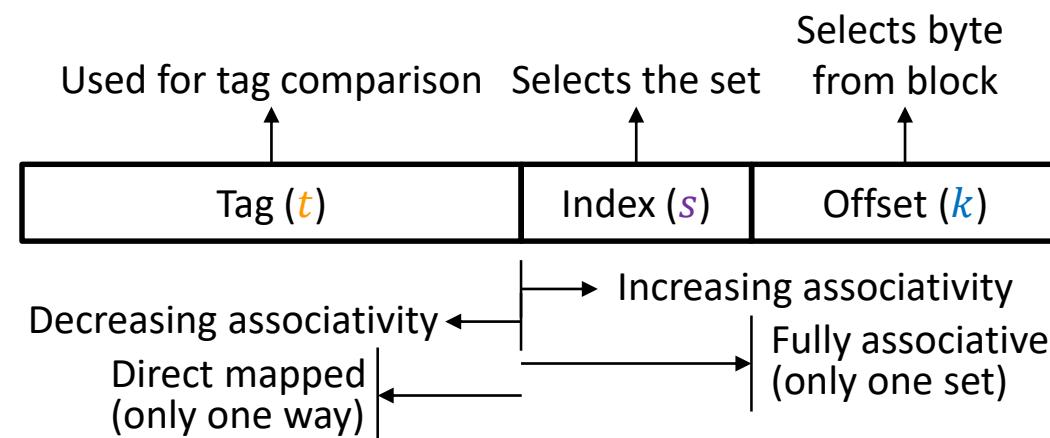 Selects byte
from block
Used for tag comparison
Selects the set
Tag (t)
Index (s)
Offset (k)
Increasing associativity
Decreasing associativity
Fully associative
(only one set)
Direct mapped
(only one way)